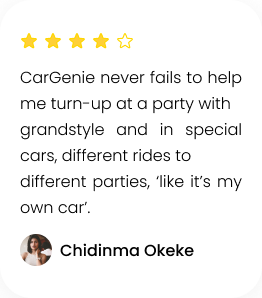 CarGenie never fails to help
me turn-up at a party with
grandstyle and in special
cars, different rides to
different parties, ‘like it’s my
own car’.
Chidinma Okeke